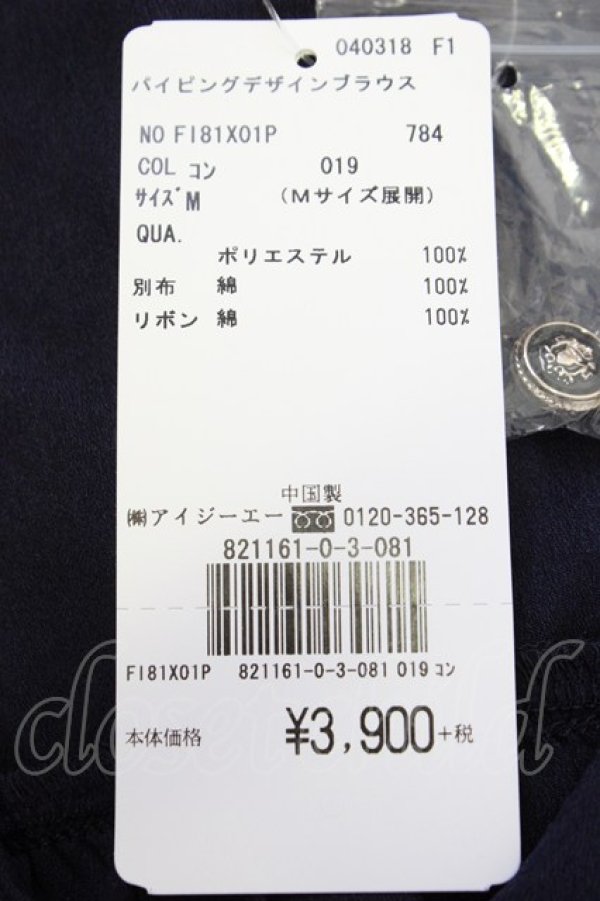 040318 F1
パイピングデザインブラウス
NO FI81X01P 784
COL コン 019
サイズ M (Mサイズ展開)
QUA.
ポリエステル 100%
別布 綿 100%
リボン 綿 100%
中国製
㈱アイジーエー 0120-365-128
821161-0-3-081
FI81X01P 821161-0-3-081 019 コン
本体価格 ¥3,900+税
closet child